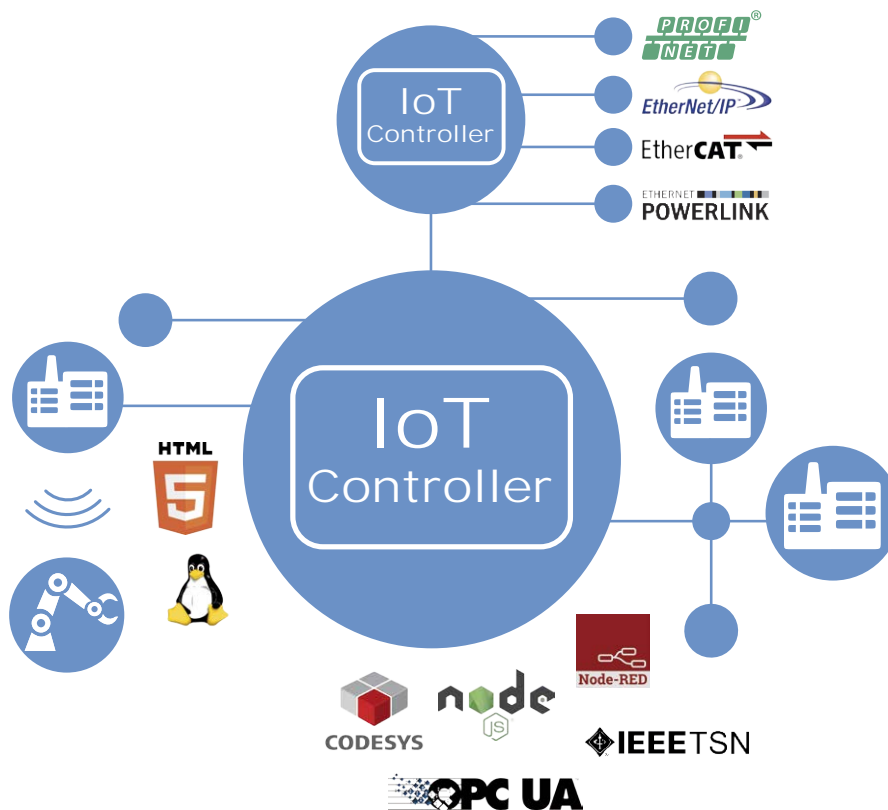 PROFI®
NET
IoT
Controller
EtherNet/IP
EtherCAT®
ETHERNET
POWERLINK
IoT
Controller
HTML
5
Node-RED
node
JS
CODESYS
IEEETSN
OPC UA